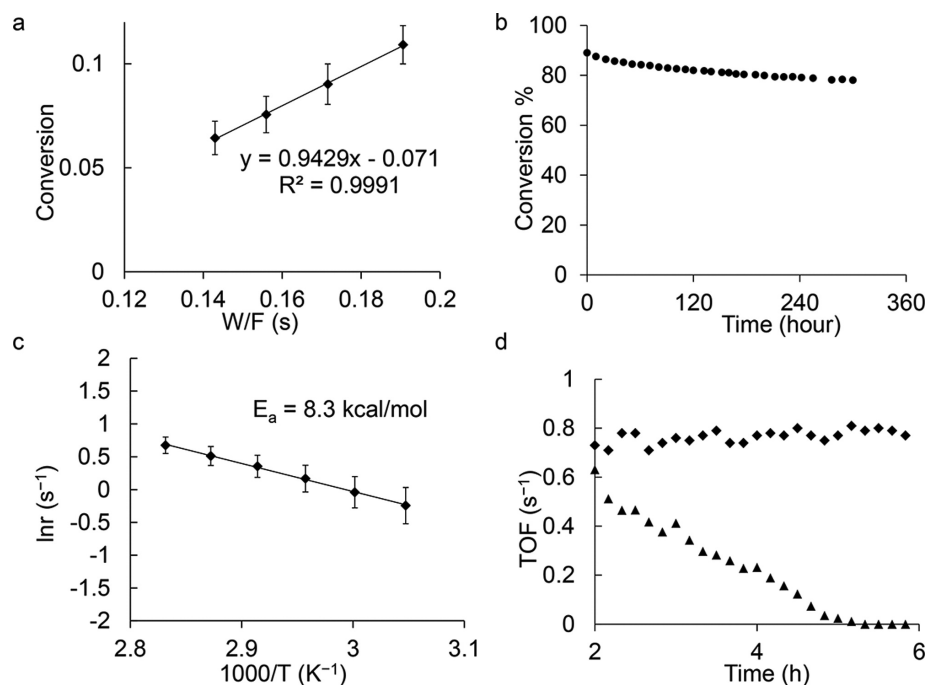 a
Conversion
0.1
0.05
0
y = 0.9429x - 0.071
R² = 0.9991
0.12 0.14 0.16 0.18 0.2
W/F (s)
b
Conversion %
100
80
60
40
20
0
0 120 240 360
Time (hour)
c
lnr (s⁻¹)
2
1.5
1
0.5
0
-0.5
-1
-1.5
-2
Eₐ = 8.3 kcal/mol
2.8 2.9 3 3.1
1000/T (K⁻¹)
d
TOF (s⁻¹)
1
0.8
0.6
0.4
0.2
0
2 4 6
Time (h)